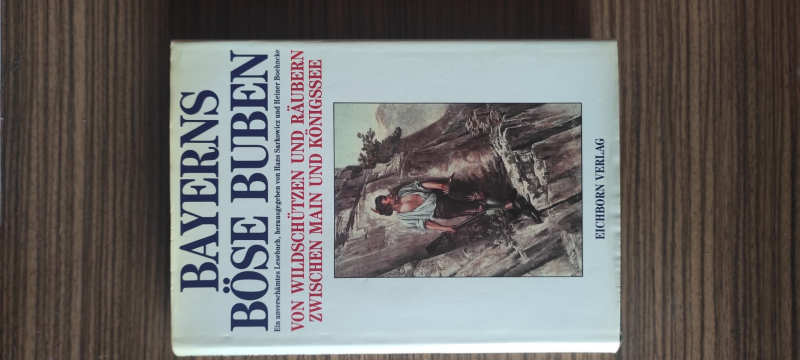 BAYERNS
BÖSE BUBEN
Ein unverschämtes Lesebuch, herausgegeben von Hans Sarkowicz und Heiner Boehncke
VON WILDSCHÜTZEN UND RÄUBERN
ZWISCHEN MAIN UND KÖNIGSSEE
EICHBORN VERLAG